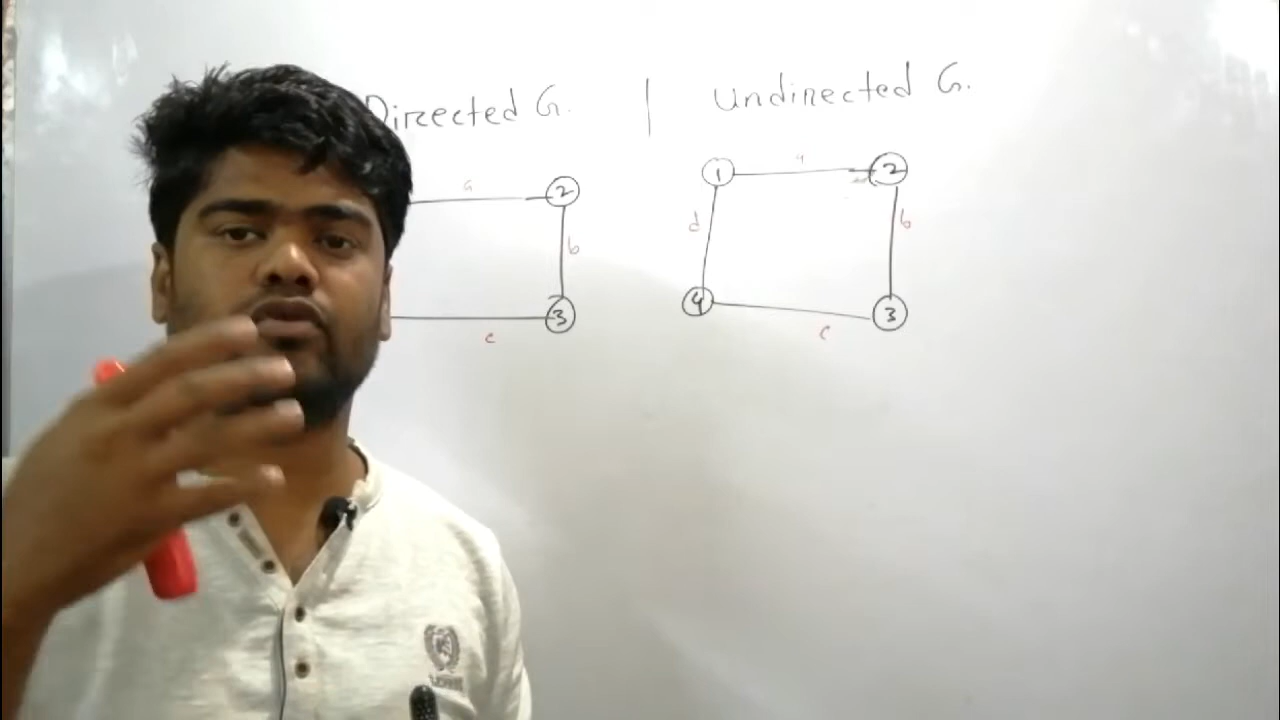 Directed G. | Undirected G.
a 2 1 a 2
b d b
3 4 3
c c